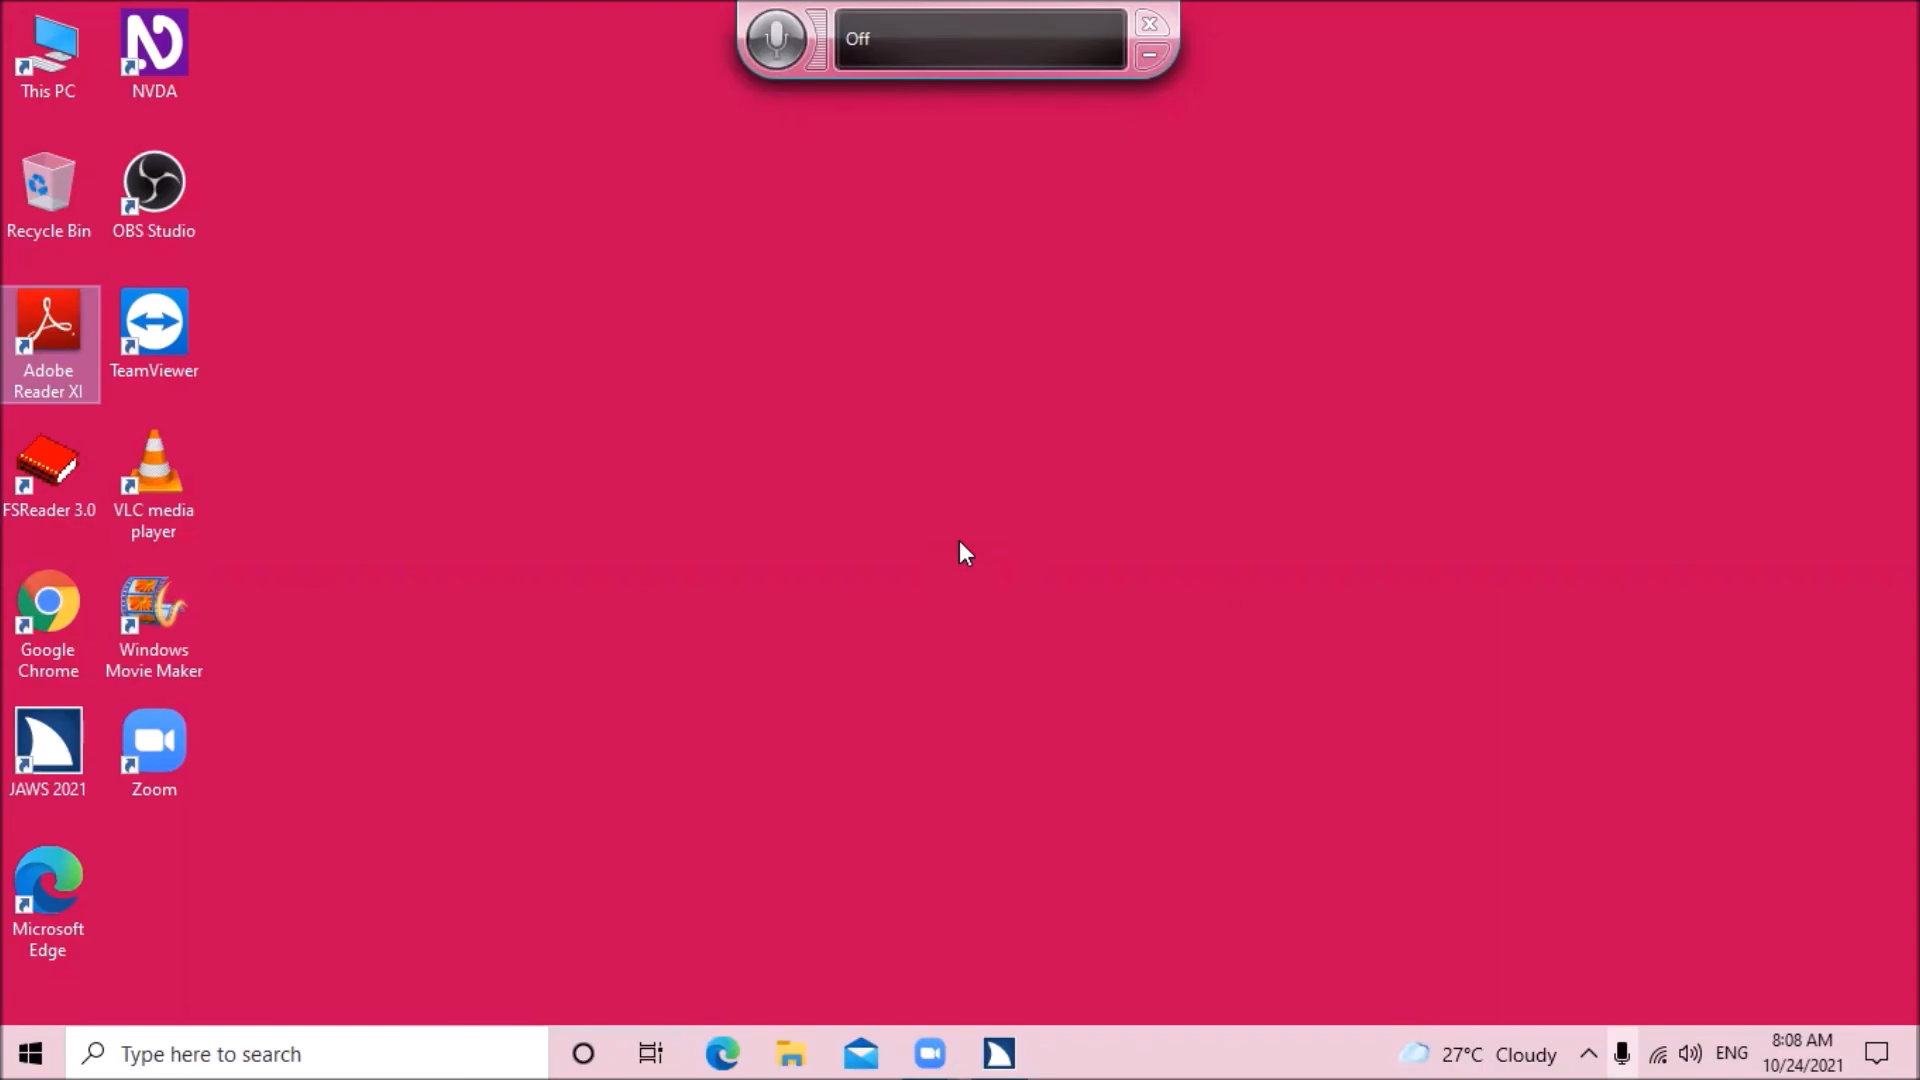 Off
This PC
NVDA
Recycle Bin
OBS Studio
Adobe
Reader XI
TeamViewer
FSReader 3.0
VLC media
player
Google
Chrome
Windows
Movie Maker
JAWS 2021
Zoom
Microsoft
Edge
Type here to search
27°C Cloudy
ENG
8:08 AM
10/24/2021